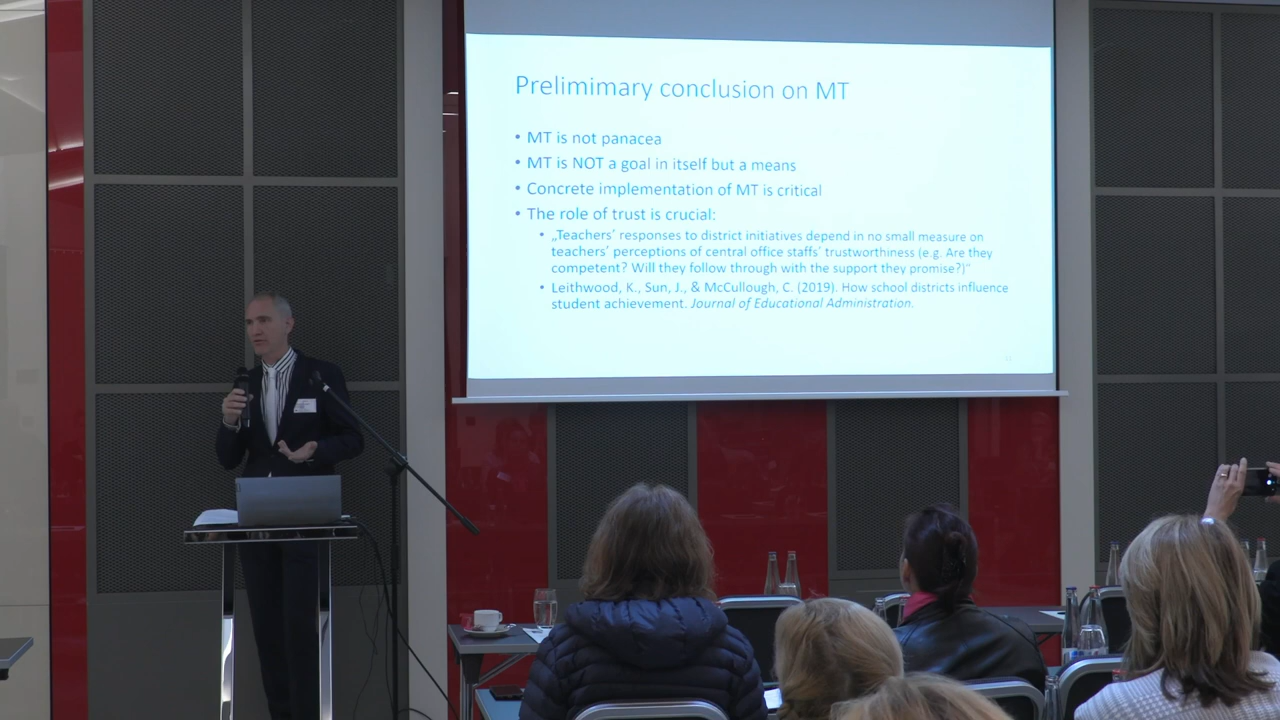 Prelimimary conclusion on MT
• MT is not panacea
• MT is NOT a goal in itself but a means
• Concrete implementation of MT is critical
• The role of trust is crucial:
• „Teachers’ responses to district initiatives depend in no small measure on
teachers’ perceptions of central office staffs’ trustworthiness (e.g. Are they
competent? Will they follow through with the support they promise?)“
• Leithwood, K., Sun, J., & McCullough, C. (2019). How school districts influence
student achievement. Journal of Educational Administration.